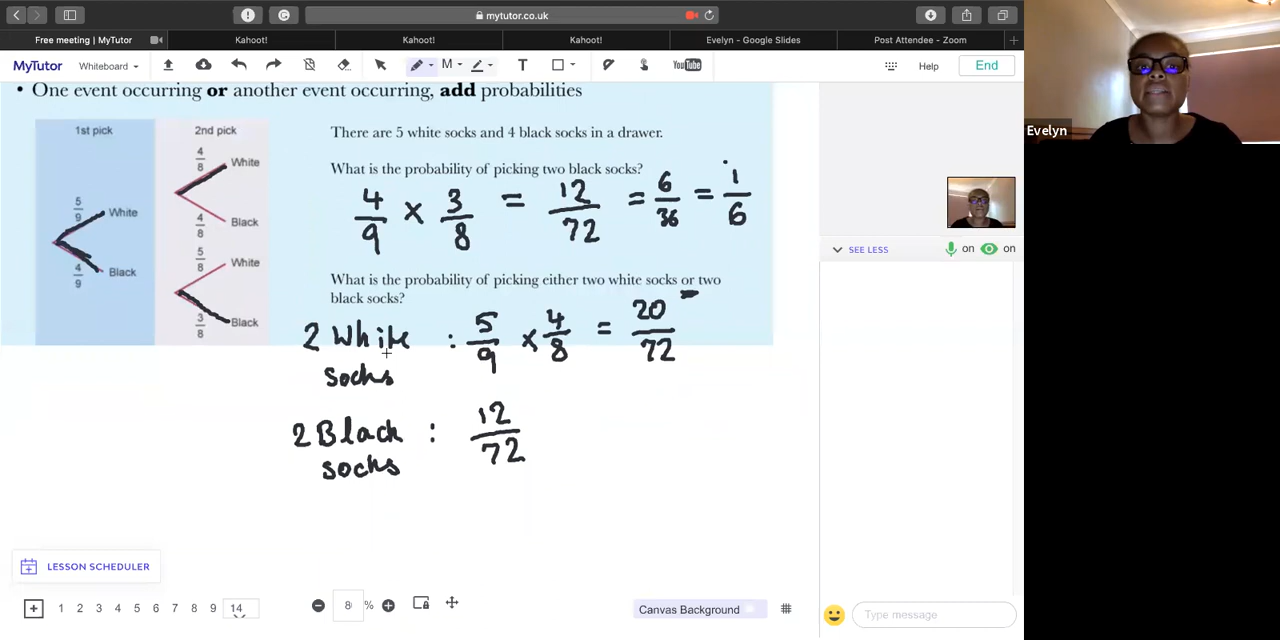 mytutor.co.uk
Free meeting | MyTutor
Kahoot!
Kahoot!
Kahoot!
Evelyn - Google Slides
Post Attendee - Zoom
MyTutor
Whiteboard
M
T
YouTube
Help
End
• One event occurring or another event occurring, add probabilities
1st pick
2nd pick
5/9
White
4/9
Black
4/8
White
4/8
Black
5/8
White
3/8
Black
There are 5 white socks and 4 black socks in a drawer.
What is the probability of picking two black socks?
4/9 × 3/8 = 12/72 = 6/36 = 1/6
What is the probability of picking either two white socks or two
black socks?
2 White : 5/9 × 4/8 = 20/72
socks
2 Black : 12/72
socks
LESSON SCHEDULER
1 2 3 4 5 6 7 8 9 14
8 %
Canvas Background
Evelyn
SEE LESS
on
on
Type message